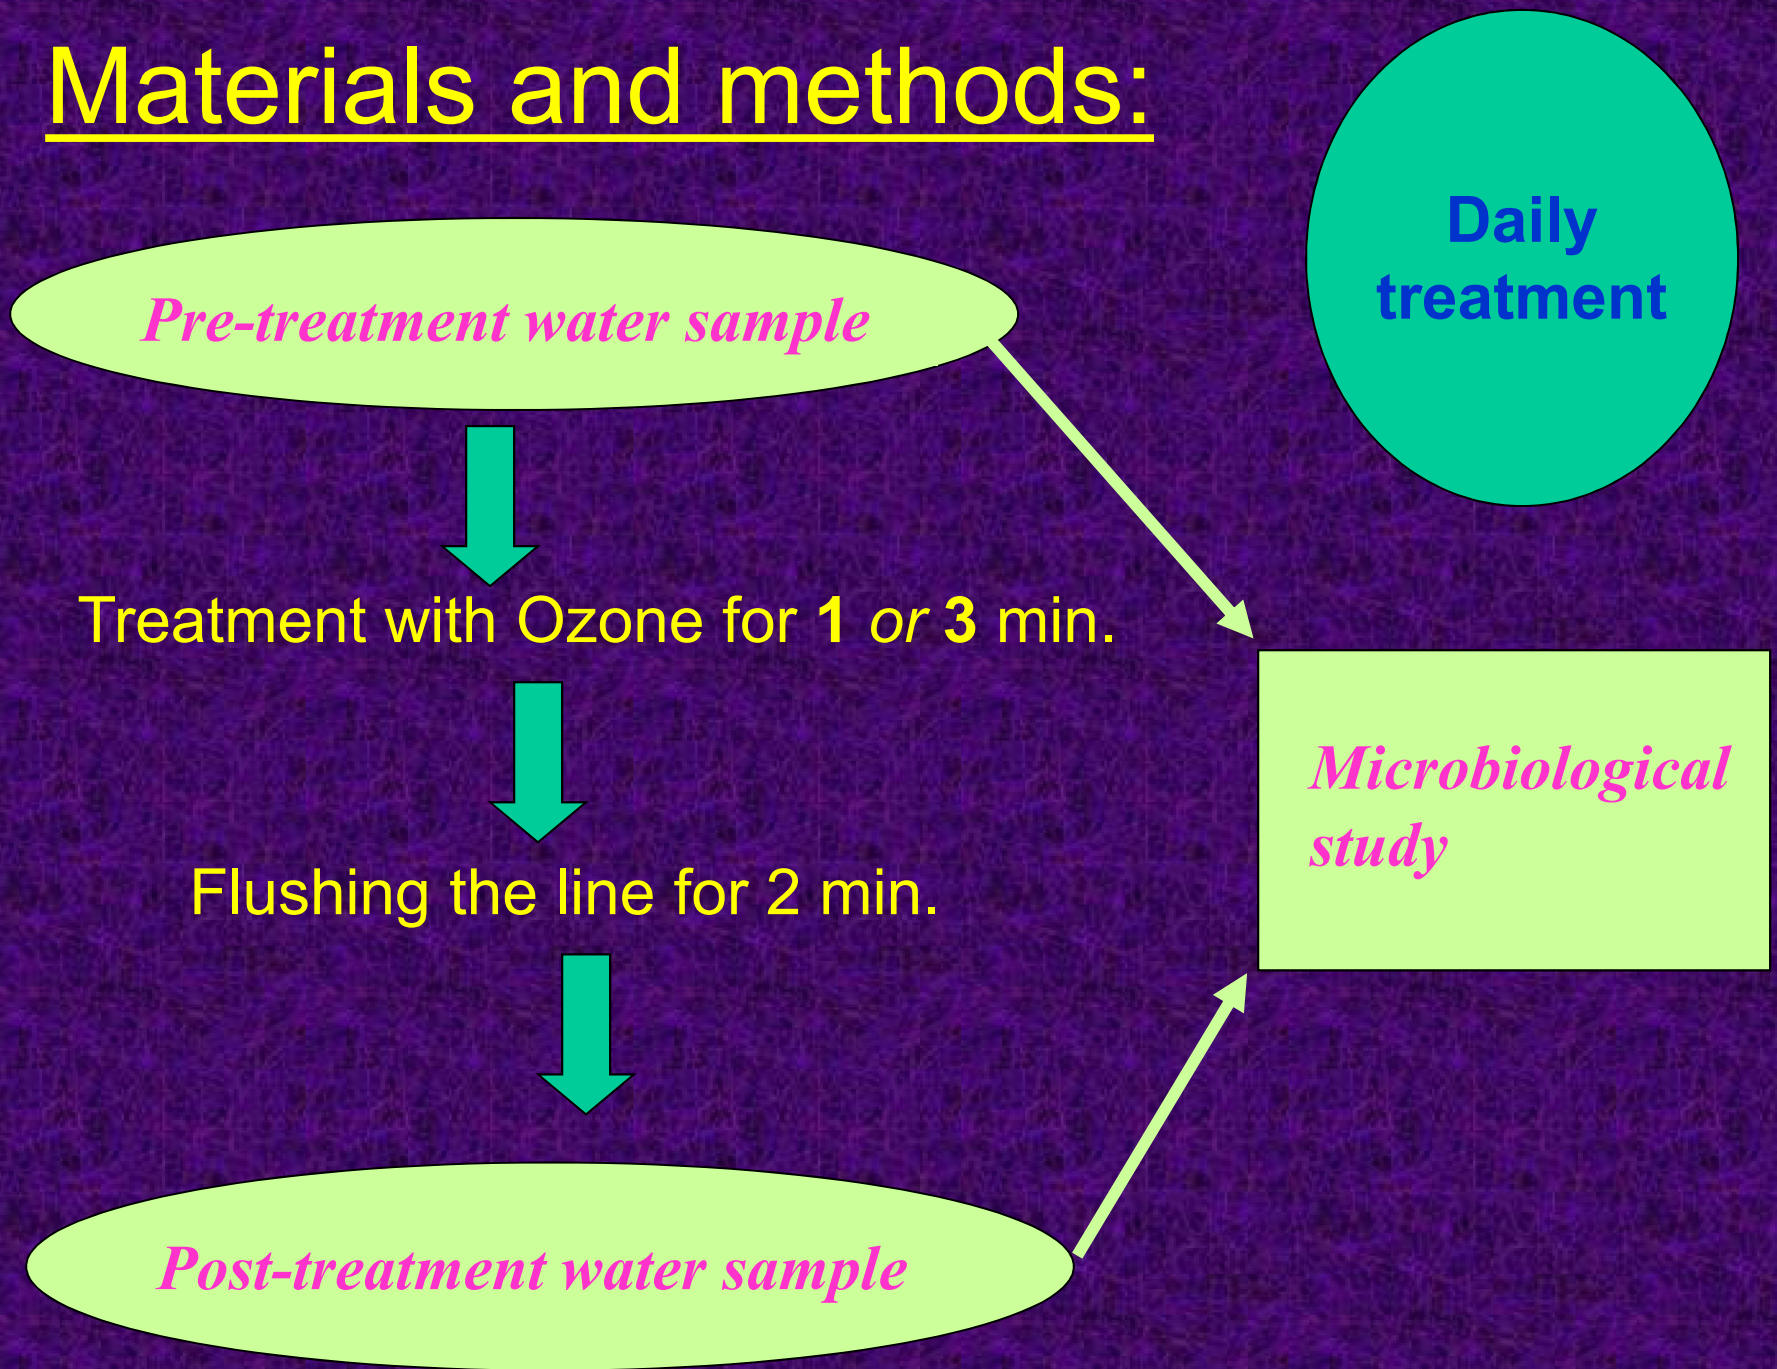 Materials and methods:
Daily
treatment
Pre-treatment water sample
Treatment with Ozone for 1 or 3 min.
Microbiological
study
Flushing the line for 2 min.
Post-treatment water sample